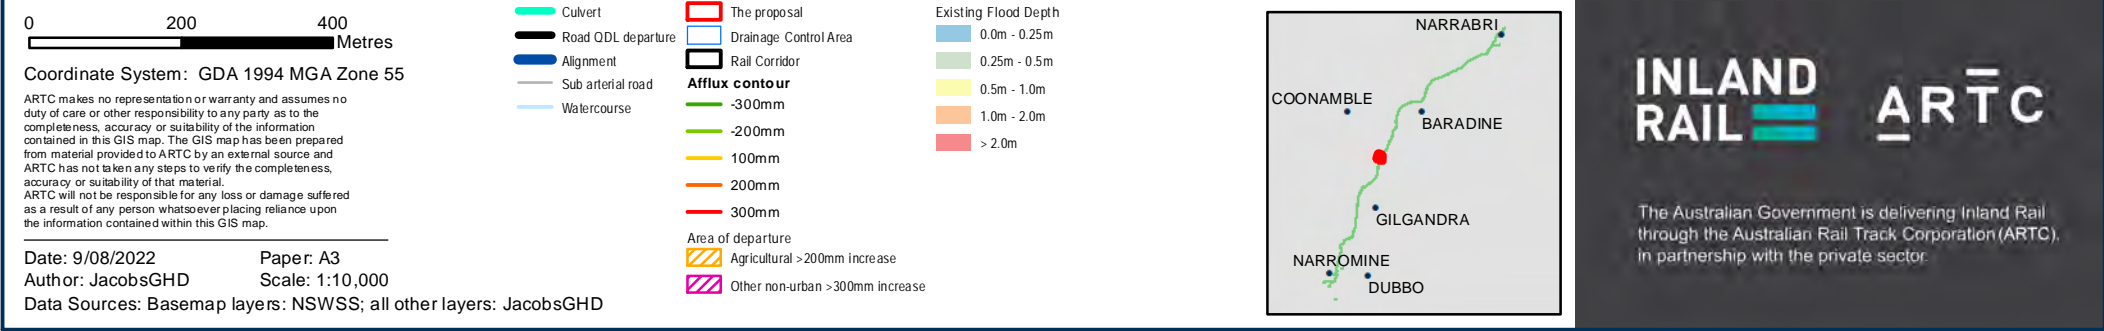 0 200 400
Metres
Coordinate System: GDA 1994 MGA Zone 55
ARTC makes no representation or warranty and assumes no
duty of care or other responsibility to any party as to the
completeness, accuracy or suitability of the information
contained in this GIS map. The GIS map has been prepared
from material provided to ARTC by an external source and
ARTC has not taken any steps to verify the completeness,
accuracy or suitability of that material.
ARTC will not be responsible for any loss or damage suffered
as a result of any person whatsoever placing reliance upon
the information contained within this GIS map.
Date: 9/08/2022 Paper: A3
Author: JacobsGHD Scale: 1:10,000
Data Sources: Basemap layers: NSWSS; all other layers: JacobsGHD
Culvert
Road QDL departure
Alignment
Sub arterial road
Watercourse
The proposal
Drainage Control Area
Rail Corridor
Afflux contour
-300mm
-200mm
100mm
200mm
300mm
Area of departure
Agricultural >200mm increase
Other non-urban >300mm increase
Existing Flood Depth
0.0m - 0.25m
0.25m - 0.5m
0.5m - 1.0m
1.0m - 2.0m
> 2.0m
NARRABRI
COONAMBLE
BARADINE
GILGANDRA
NARROMINE
DUBBO
INLAND
RAIL
ARTC
The Australian Government is delivering Inland Rail
through the Australian Rail Track Corporation (ARTC),
in partnership with the private sector.